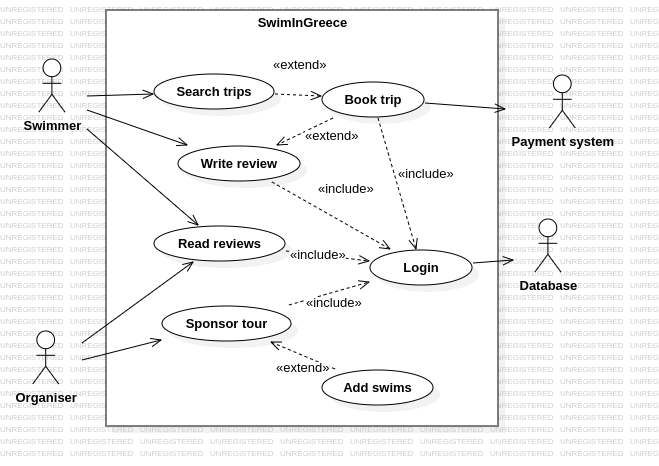 SwimInGreece
«extend»
Search trips
Book trip
Swimmer
Payment system
«extend»
Write review
«include»
«include»
Read reviews
«include»
Login
Database
«include»
Sponsor tour
«extend»
Add swims
Organiser
UNREGISTERED